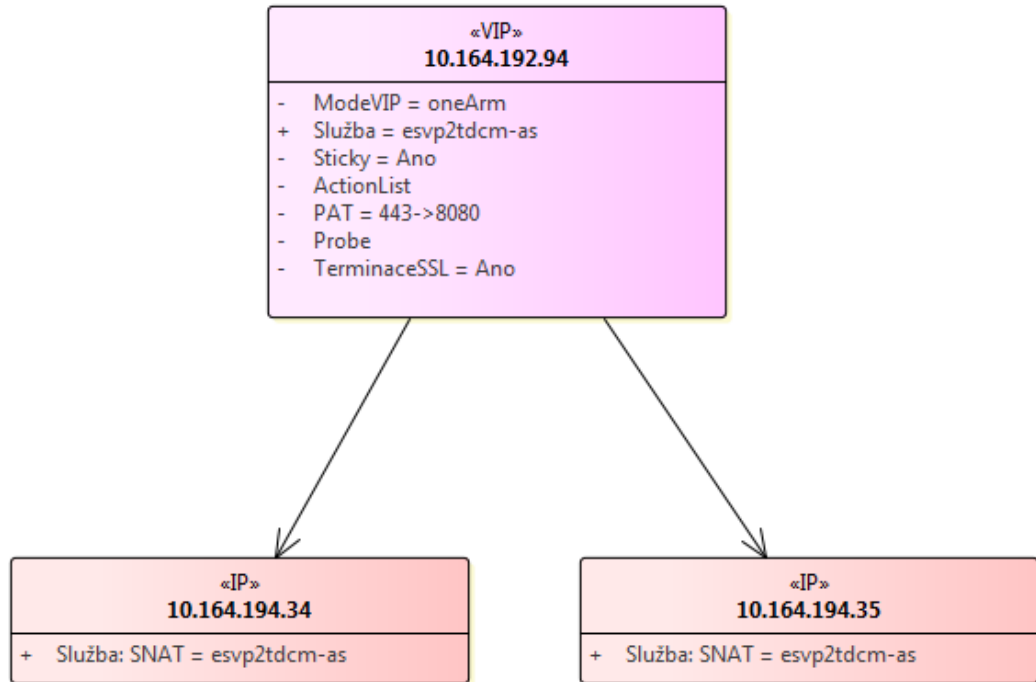 «VIP»
10.164.192.94
- ModeVIP = oneArm
+ Služba = esvp2tdcm-as
- Sticky = Ano
- ActionList
- PAT = 443->8080
- Probe
- TerminaceSSL = Ano
«IP»
10.164.194.34
+ Služba: SNAT = esvp2tdcm-as
«IP»
10.164.194.35
+ Služba: SNAT = esvp2tdcm-as